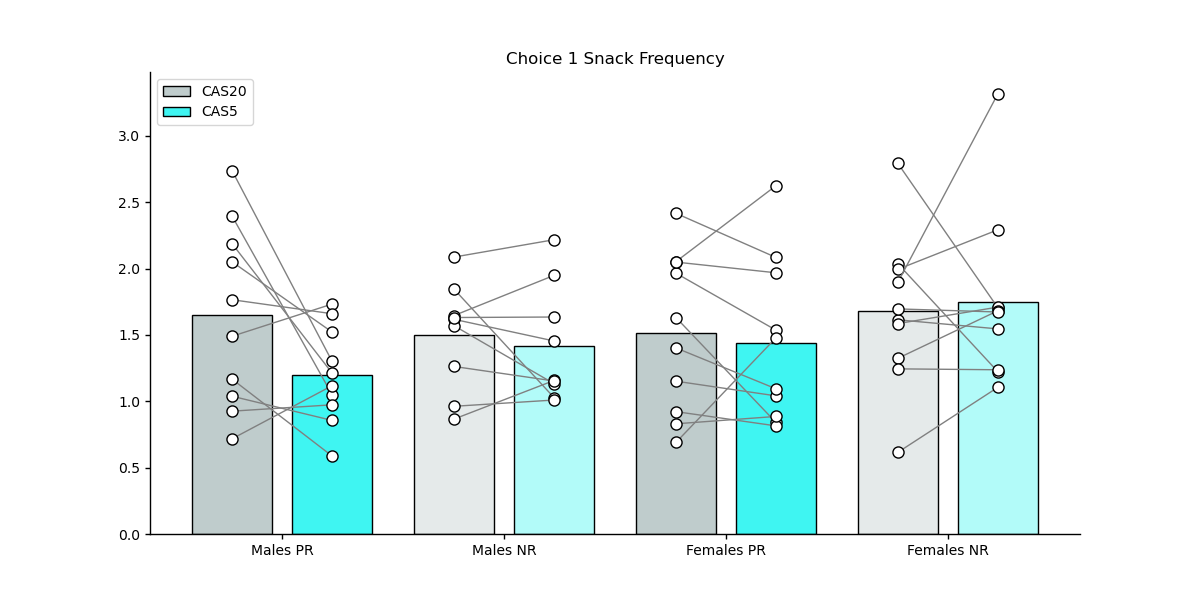 Choice 1 Snack Frequency
CAS20
CAS5
3.0
2.5
2.0
1.5
1.0
0.5
0.0
Males PR
Males NR
Females PR
Females NR